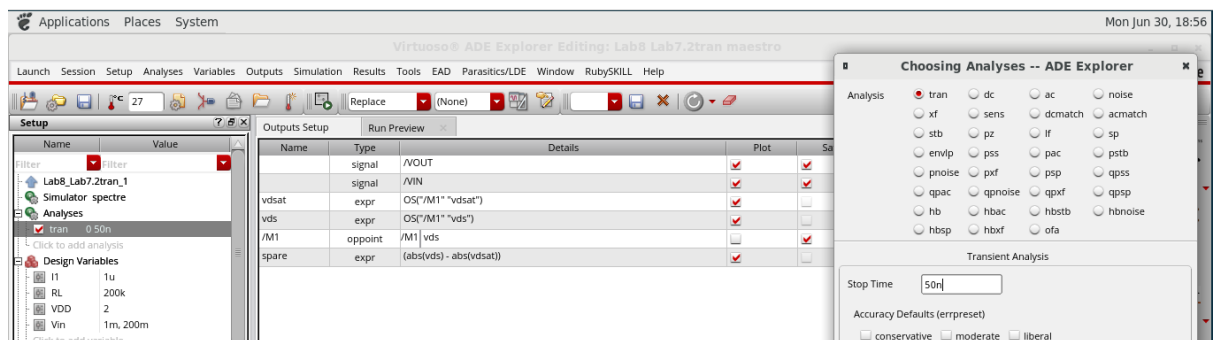 Applications Places System Mon Jun 30, 18:56
Virtuoso® ADE Explorer Editing: Lab8 Lab7.2tran maestro
Launch Session Setup Analyses Variables Outputs Simulation Results Tools EAD Parasitics/LDE Window RubySKILL Help
°C 27 Replace (None)
Setup
Name Value
Filter Filter
Lab8_Lab7.2tran_1
Simulator spectre
Analyses
tran 0 50n
Click to add analysis
Design Variables
I1 1u
RL 200k
VDD 2
Vin 1m, 200m
Click to add variable
Outputs Setup Run Preview
Name Type Details Plot Sa
signal /VOUT
signal /VIN
vdsat expr OS("/M1" "vdsat")
vds expr OS("/M1" "vds")
/M1 oppoint /M1 vds
spare expr (abs(vds) - abs(vdsat))
Choosing Analyses -- ADE Explorer
Analysis tran dc ac noise
xf sens dcmatch acmatch
stb pz lf sp
envlp pss pac pstb
pnoise pxf psp qpss
qpac qpnoise qpxf qpsp
hb hbac hbstb hbnoise
hbsp hbxf ofa
Transient Analysis
Stop Time 50n
Accuracy Defaults (errpreset)
conservative moderate liberal